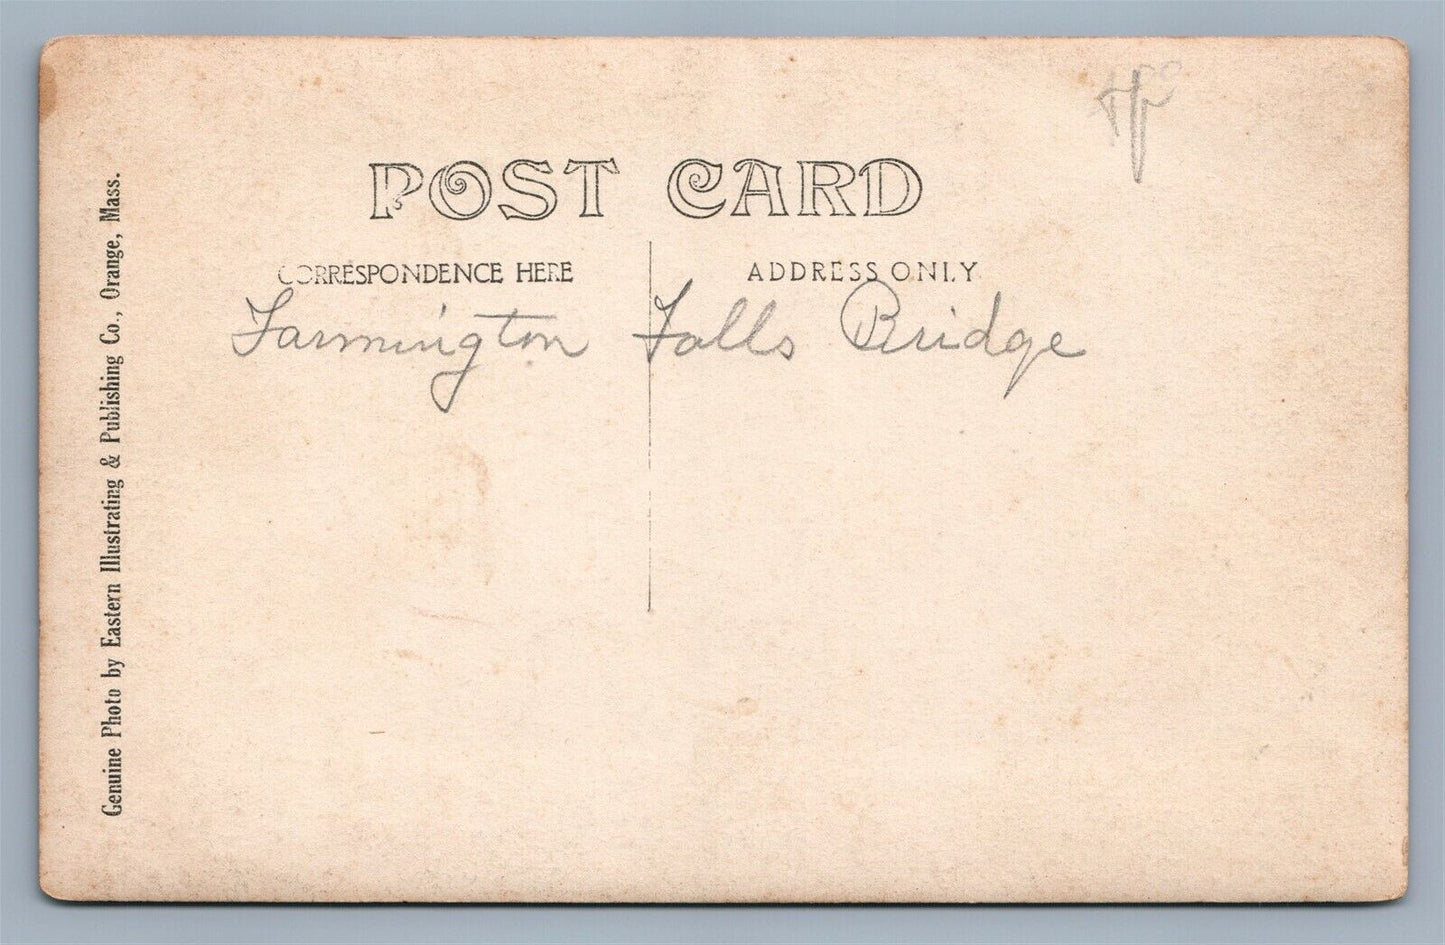 POST CARD
CORRESPONDENCE HERE
ADDRESS ONLY
Farmington Falls Bridge
Genuine Photo by Eastern Illustrating & Publishing Co., Orange, Mass.